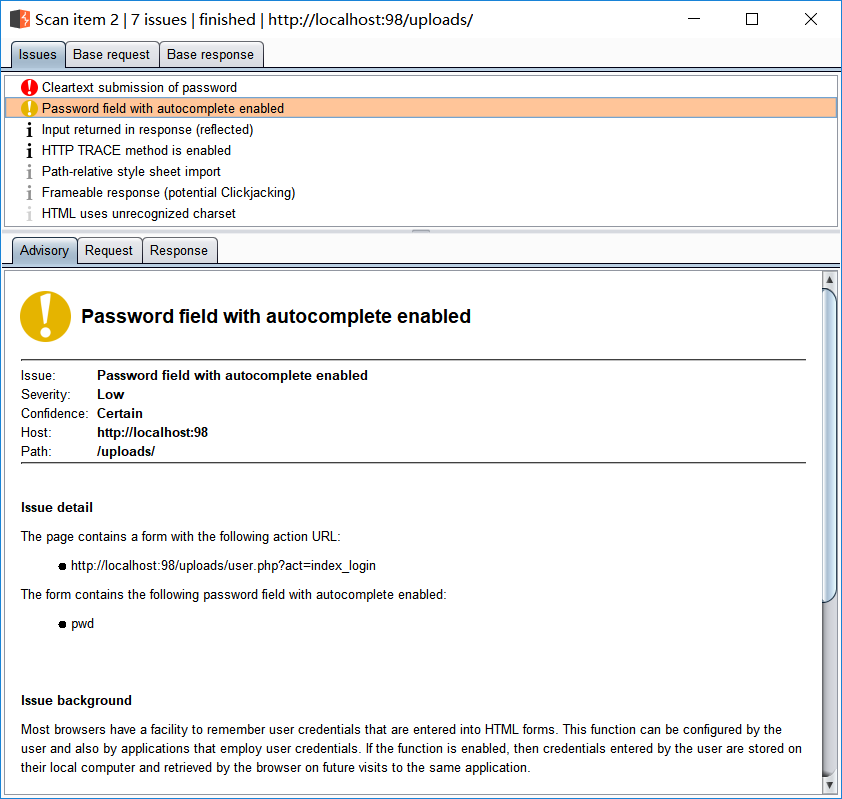 Scan item 2 | 7 issues | finished | http://localhost:98/uploads/
Issues Base request Base response
Cleartext submission of password
Password field with autocomplete enabled
Input returned in response (reflected)
HTTP TRACE method is enabled
Path-relative style sheet import
Frameable response (potential Clickjacking)
HTML uses unrecognized charset
Advisory Request Response
Password field with autocomplete enabled
Issue: Password field with autocomplete enabled
Severity: Low
Confidence: Certain
Host: http://localhost:98
Path: /uploads/
Issue detail
The page contains a form with the following action URL:
● http://localhost:98/uploads/user.php?act=index_login
The form contains the following password field with autocomplete enabled:
● pwd
Issue background
Most browsers have a facility to remember user credentials that are entered into HTML forms. This function can be configured by the
user and also by applications that employ user credentials. If the function is enabled, then credentials entered by the user are stored on
their local computer and retrieved by the browser on future visits to the same application.